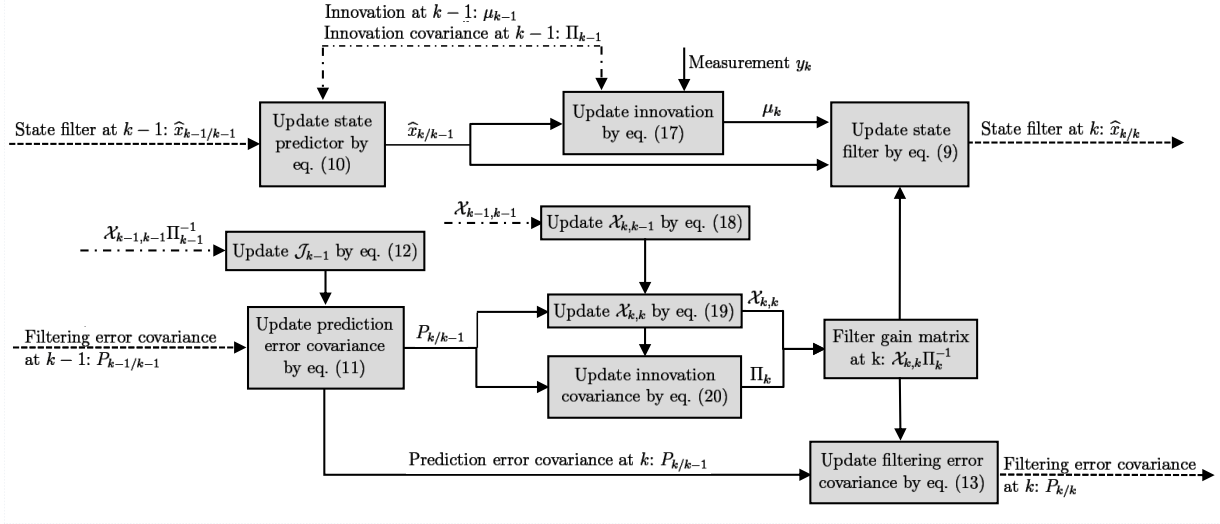 Innovation at k − 1: μ_{k−1}
Innovation covariance at k − 1: Π_{k−1}
Measurement y_k
State filter at k − 1: x̂_{k−1/k−1}
Update state
predictor by
eq. (10)
x̂_{k/k−1}
Update innovation
by eq. (17)
μ_k
Update state
filter by eq. (9)
State filter at k: x̂_{k/k}
𝒳_{k−1,k−1}Π_{k−1}^{−1}
Update 𝒥_{k−1} by eq. (12)
𝒳_{k−1,k−1}
Update 𝒳_{k,k−1} by eq. (18)
Filtering error covariance
at k − 1: P_{k−1/k−1}
Update prediction
error covariance
by eq. (11)
P_{k/k−1}
Update 𝒳_{k,k} by eq. (19)
𝒳_{k,k}
Update innovation
covariance by eq. (20)
Π_k
Filter gain matrix
at k: 𝒳_{k,k}Π_k^{−1}
Prediction error covariance at k: P_{k/k−1}
Update filtering error
covariance by eq. (13)
Filtering error covariance
at k: P_{k/k}